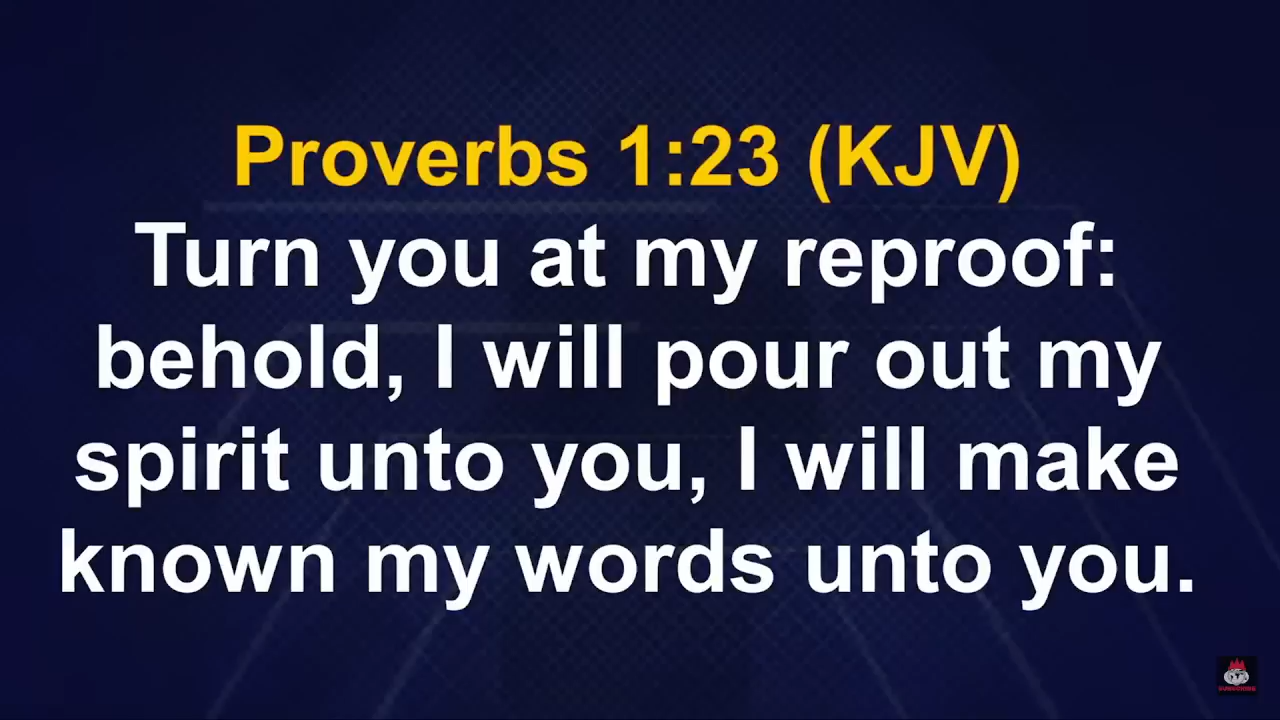 Proverbs 1:23 (KJV)
Turn you at my reproof:
behold, I will pour out my
spirit unto you, I will make
known my words unto you.